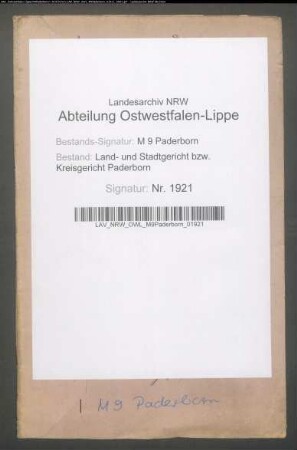 Landesarchiv NRW
Abteilung Ostwestfalen-Lippe
Bestands-Signatur: M 9 Paderborn
Bestand: Land- und Stadtgericht bzw.
Kreisgericht Paderborn
Signatur: Nr. 1921
LAV_NRW_OWL_M9Paderborn_01921
M 9 Paderborn